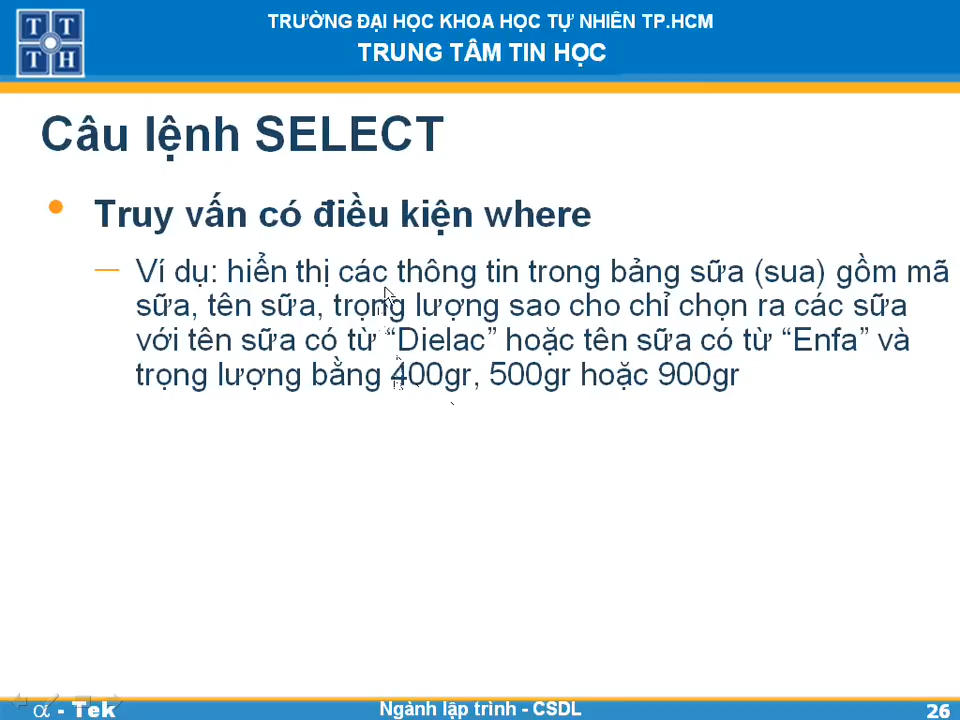 T T
T H
TRƯỜNG ĐẠI HỌC KHOA HỌC TỰ NHIÊN TP.HCM
TRUNG TÂM TIN HỌC
Câu lệnh SELECT
• Truy vấn có điều kiện where
— Ví dụ: hiển thị các thông tin trong bảng sữa (sua) gồm mã
sữa, tên sữa, trọng lượng sao cho chỉ chọn ra các sữa
với tên sữa có từ “Dielac” hoặc tên sữa có từ “Enfa” và
trọng lượng bằng 400gr, 500gr hoặc 900gr
α - Tek
Ngành lập trình - CSDL
26